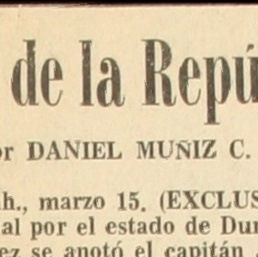 de la Repú
or DANIEL MUÑIZ C.
h., marzo 15. (EXCLUS
al por el estado de Dur
ez se anotó el capitán